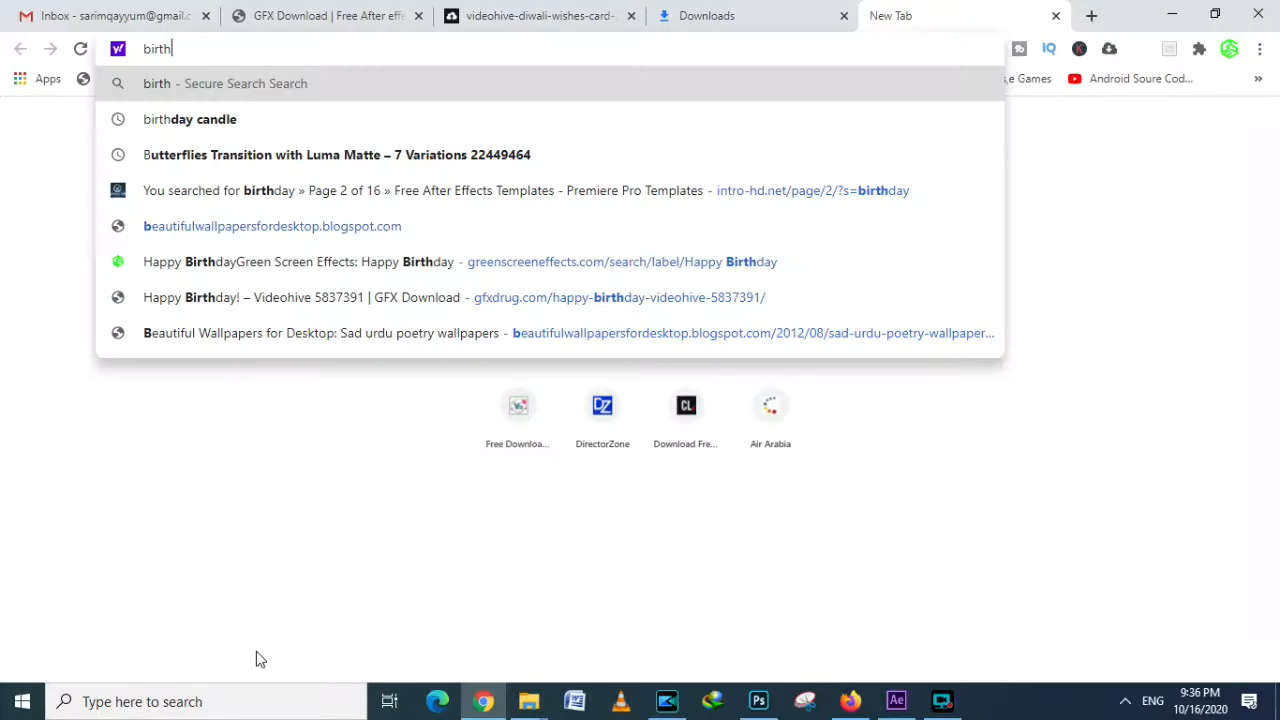 Inbox - sarimqayyum@gmail.
GFX Download | Free After effe
videohive-diwali-wishes-card-
Downloads
New Tab
y!
birth
IQ
K
Apps
e Games
Android Soure Cod...
»
birth - Secure Search Search
birthday candle
Butterflies Transition with Luma Matte – 7 Variations 22449464
You searched for birthday » Page 2 of 16 » Free After Effects Templates - Premiere Pro Templates - intro-hd.net/page/2/?s=birthday
beautifulwallpapersfordesktop.blogspot.com
Happy BirthdayGreen Screen Effects: Happy Birthday - greenscreeneffects.com/search/label/Happy Birthday
Happy Birthday! – Videohive 5837391 | GFX Download - gfxdrug.com/happy-birthday-videohive-5837391/
Beautiful Wallpapers for Desktop: Sad urdu poetry wallpapers - beautifulwallpapersfordesktop.blogspot.com/2012/08/sad-urdu-poetry-wallpaper...
DZ
CL
Free Downloa...
DirectorZone
Download Fre...
Air Arabia
Type here to search
Ps
Ae
ENG
9:36 PM
10/16/2020